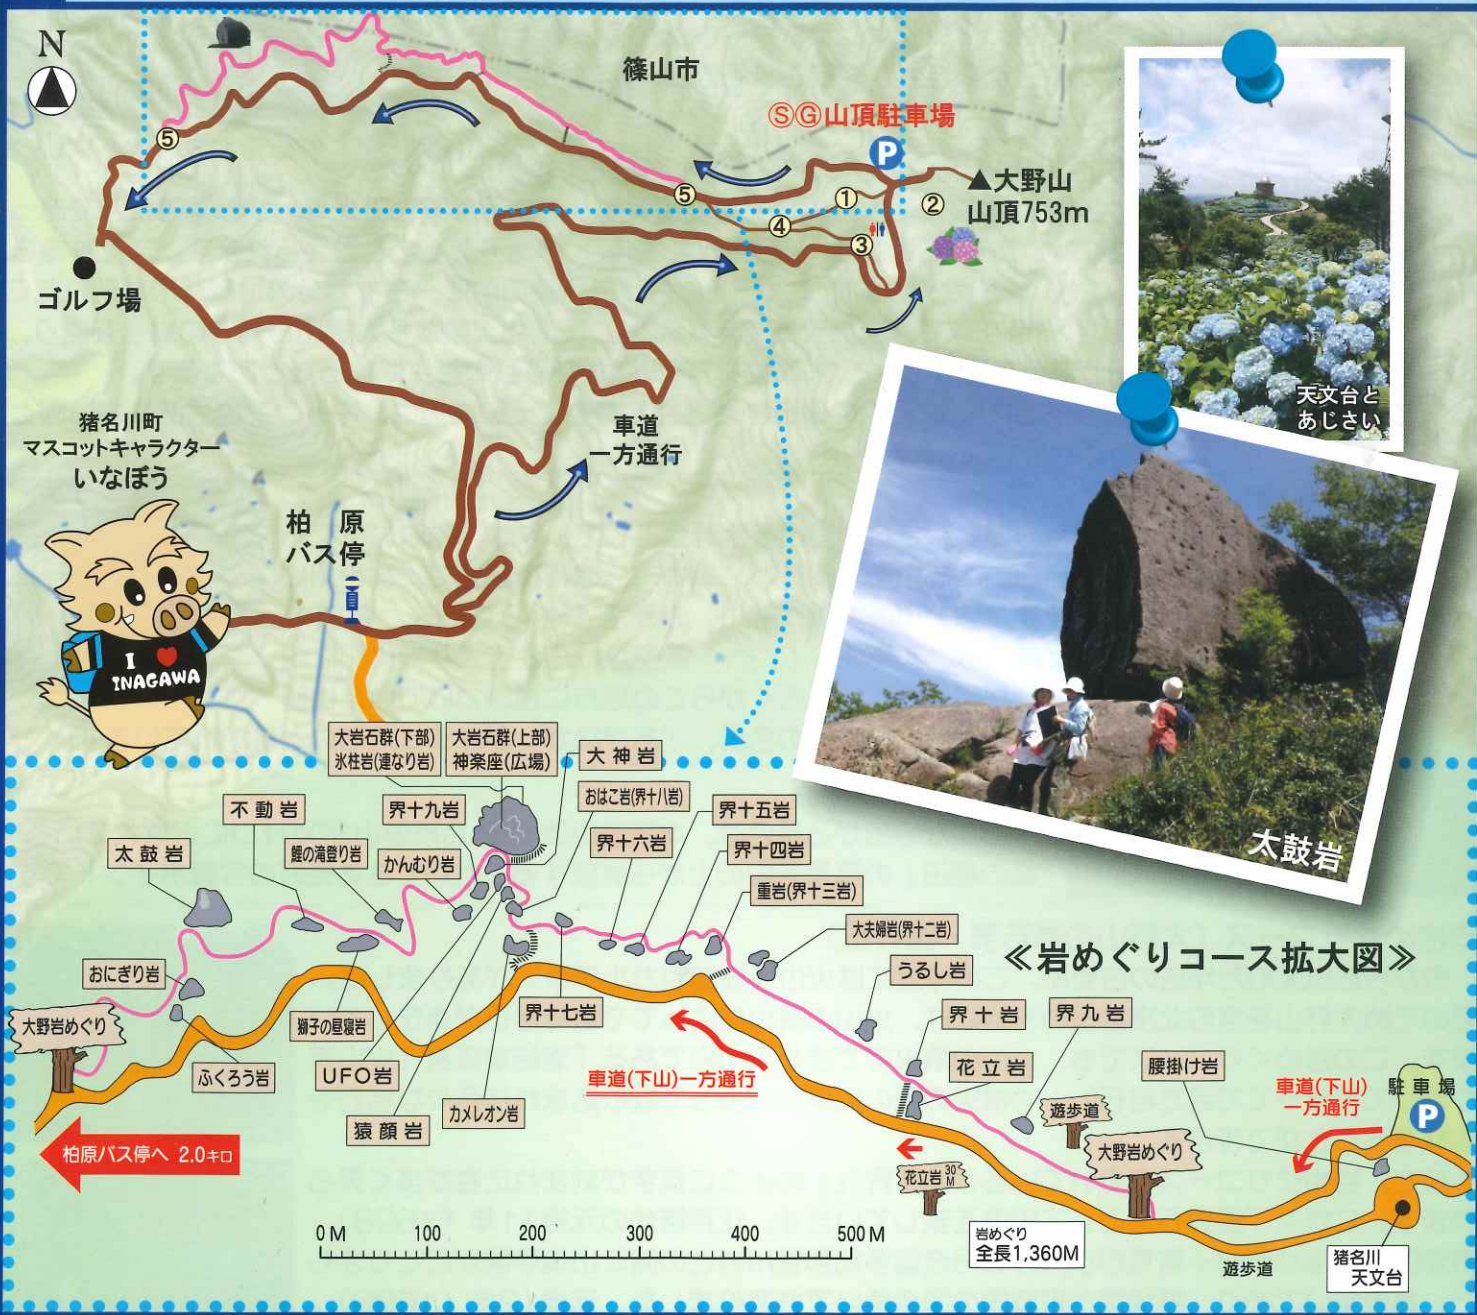 N
篠山市
ⓈⒼ山頂駐車場
P
▲大野山
山頂753m
⑤
⑤
①
②
④
③
ゴルフ場
車道
一方通行
猪名川町
マスコットキャラクター
いなぼう
I ♥
INAGAWA
柏原
バス停
天文台と
あじさい
太鼓岩
≪岩めぐりコース拡大図≫
大岩石群(下部)
氷柱岩(連なり岩)
大岩石群(上部)
神楽座(広場)
大神岩
おはこ岩(界十八岩)
界十五岩
界十六岩
界十四岩
重岩(界十三岩)
大夫婦岩(界十二岩)
うるし岩
界十岩
界九岩
花立岩
腰掛け岩
不動岩
界十九岩
太鼓岩
鯉の滝登り岩
かんむり岩
おにぎり岩
大野岩めぐり
ふくろう岩
獅子の昼寝岩
UFO岩
猿顔岩
カメレオン岩
界十七岩
車道(下山)一方通行
遊歩道
大野岩めぐり
花立岩 30M
車道(下山)
一方通行
駐車場
P
柏原バス停へ 2.0キロ
0 M 100 200 300 400 500 M
岩めぐり
全長1,360M
遊歩道
猪名川
天文台